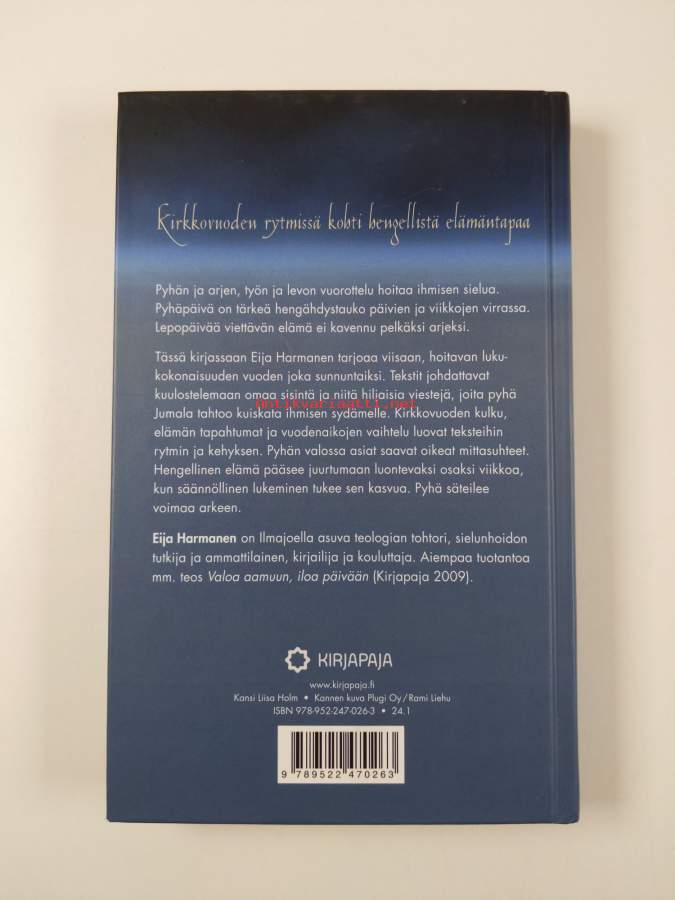 Kirkkovuoden rytmissä kohti hengellistä elämäntapaa
Pyhän ja arjen, työn ja levon vuorottelu hoitaa ihmisen sielua.
Pyhäpäivä on tärkeä hengähdystauko päivien ja viikkojen virrassa.
Lepopäivää viettävän elämä ei kavennu pelkäksi arjeksi.
Tässä kirjassaan Eija Harmanen tarjoaa viisaan, hoitavan luku-
kokonaisuuden vuoden joka sunnuntaiksi. Tekstit johdattavat
kuulostelemaan omaa sisintä ja niitä hiljaisia viestejä, joita pyhä
antikvariaatti.net
Jumala tahtoo kuiskata ihmisen sydämelle. Kirkkovuoden kulku,
elämän tapahtumat ja vuodenaikojen vaihtelu luovat teksteihin
rytmin ja kehyksen. Pyhän valossa asiat saavat oikeat mittasuhteet.
Hengellinen elämä pääsee juurtumaan luontevaksi osaksi viikkoa,
kun säännöllinen lukeminen tukee sen kasvua. Pyhä säteilee
voimaa arkeen.
Eija Harmanen on Ilmajoella asuva teologian tohtori, sielunhoidon
tutkija ja ammattilainen, kirjailija ja kouluttaja. Aiempaa tuotantoa
mm. teos Valoa aamuun, iloa päivään (Kirjapaja 2009).
KIRJAPAJA
www.kirjapaja.fi
Kansi Liisa Holm • Kannen kuva Plugi Oy/Rami Liehu
ISBN 978-952-247-026-3 • 24.1
9 789522 470263